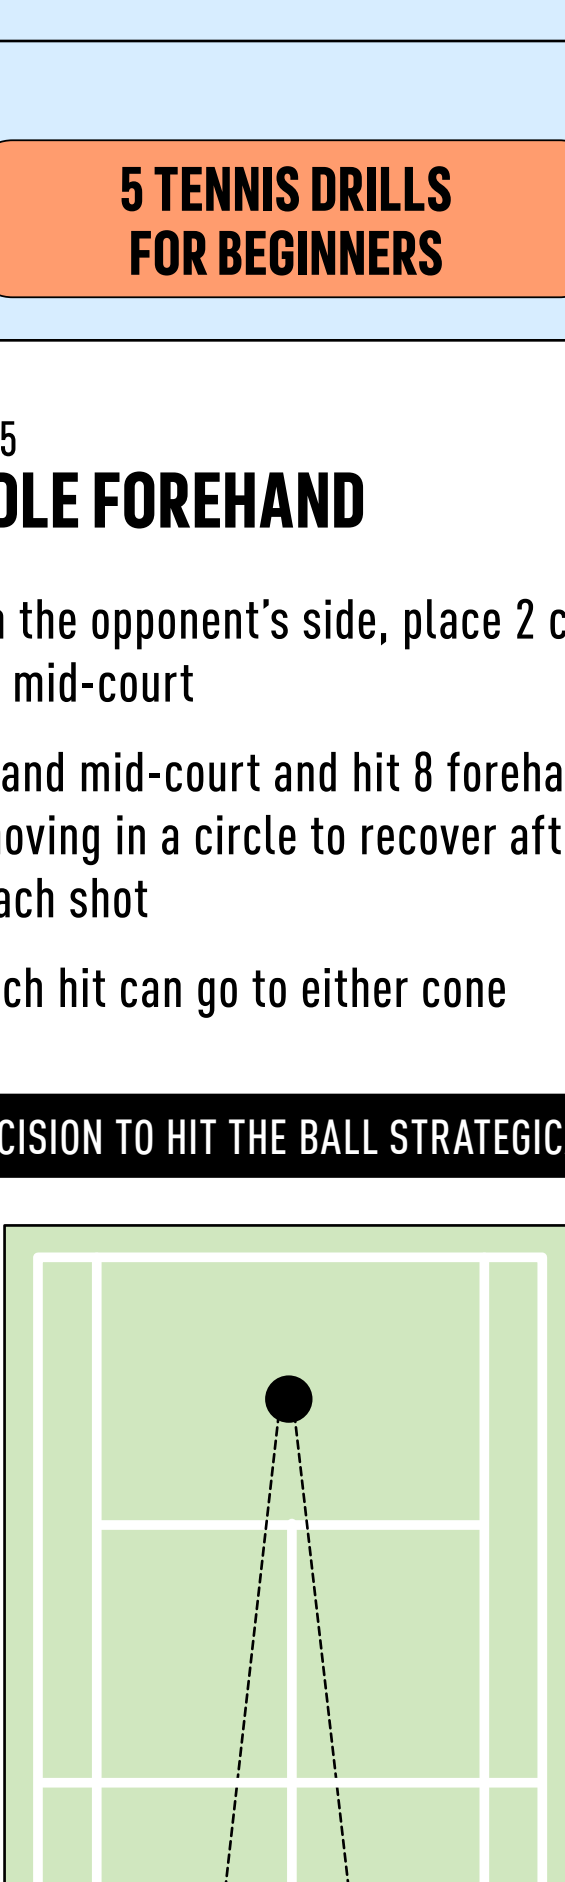 5 TENNIS DRILLS
FOR BEGINNERS
5
DLE FOREHAND
the opponent's side, place 2 c
mid-court
and mid-court and hit 8 foreha
oving in a circle to recover aft
ach shot
ch hit can go to either cone
CISION TO HIT THE BALL STRATEGIC